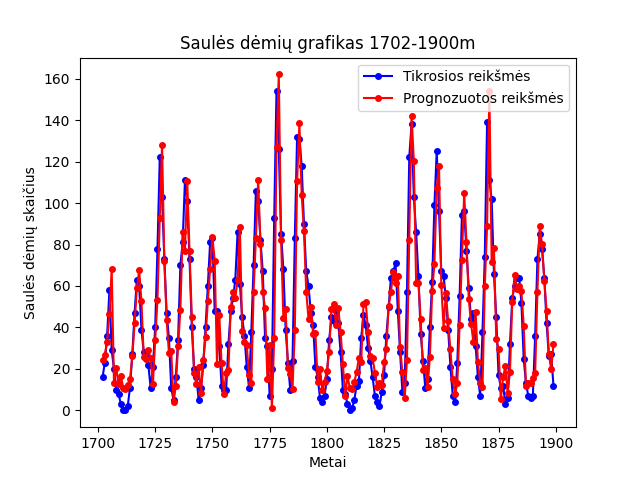 Saulės dėmių grafikas 1702-1900m
Tikrosios reikšmės
Prognozuotos reikšmės
Saulės dėmių skaičius
160
140
120
100
80
60
40
20
0
1700 1725 1750 1775 1800 1825 1850 1875 1900
Metai